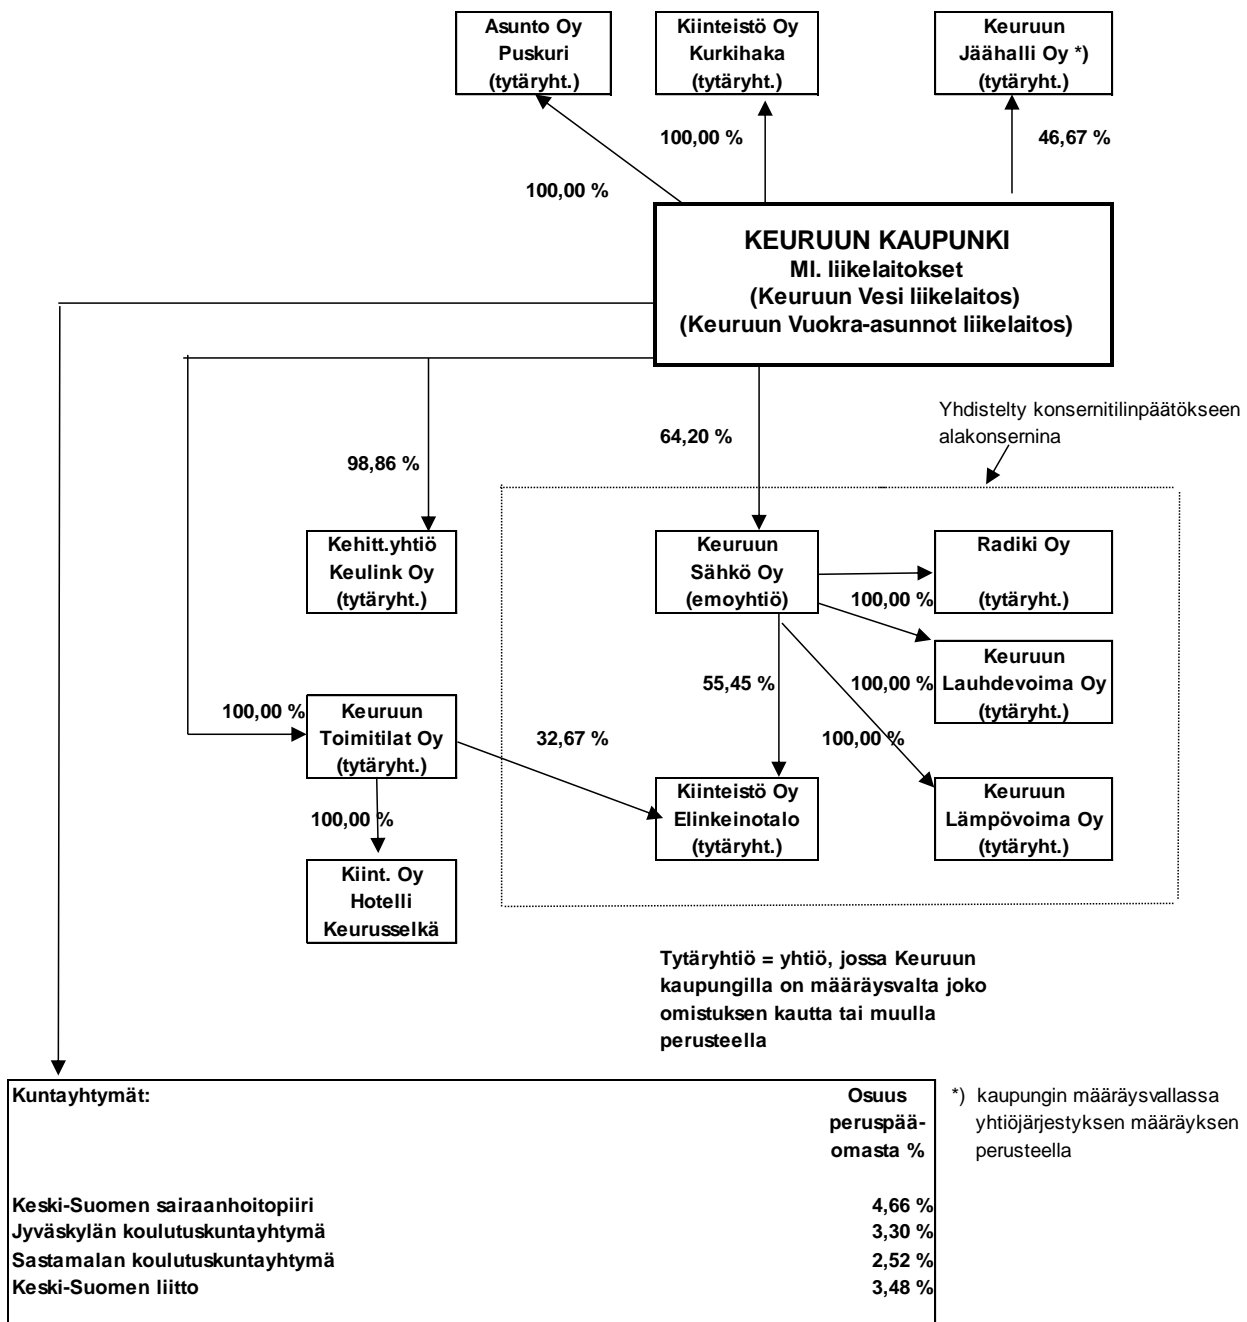 Asunto Oy
Puskuri
(tytäryht.)
Kiinteistö Oy
Kurkihaka
(tytäryht.)
Keuruun
Jäähalli Oy *)
(tytäryht.)
100,00 %
100,00 %
46,67 %
KEURUUN KAUPUNKI
Ml. liikelaitokset
(Keuruun Vesi liikelaitos)
(Keuruun Vuokra-asunnot liikelaitos)
Yhdistelty konsernitilinpäätökseen
alakonsernina
64,20 %
98,86 %
Kehitt.yhtiö
Keulink Oy
(tytäryht.)
Keuruun
Sähkö Oy
(emoyhtiö)
Radiki Oy
(tytäryht.)
100,00 %
Keuruun
Lauhdevoima Oy
(tytäryht.)
55,45 %
100,00 %
100,00 %
Keuruun
Toimitilat Oy
(tytäryht.)
32,67 %
100,00 %
Kiinteistö Oy
Elinkeinotalo
(tytäryht.)
Keuruun
Lämpövoima Oy
(tytäryht.)
100,00 %
Kiint. Oy
Hotelli
Keurusselkä
Tytäryhtiö = yhtiö, jossa Keuruun
kaupungilla on määräysvalta joko
omistuksen kautta tai muulla
perusteella
Kuntayhtymät:
Osuus
peruspää-
omasta %
*) kaupungin määräysvallassa
yhtiöjärjestyksen määräyksen
perusteella
Keski-Suomen sairaanhoitopiiri 4,66 %
Jyväskylän koulutuskuntayhtymä 3,30 %
Sastamalan koulutuskuntayhtymä 2,52 %
Keski-Suomen liitto 3,48 %